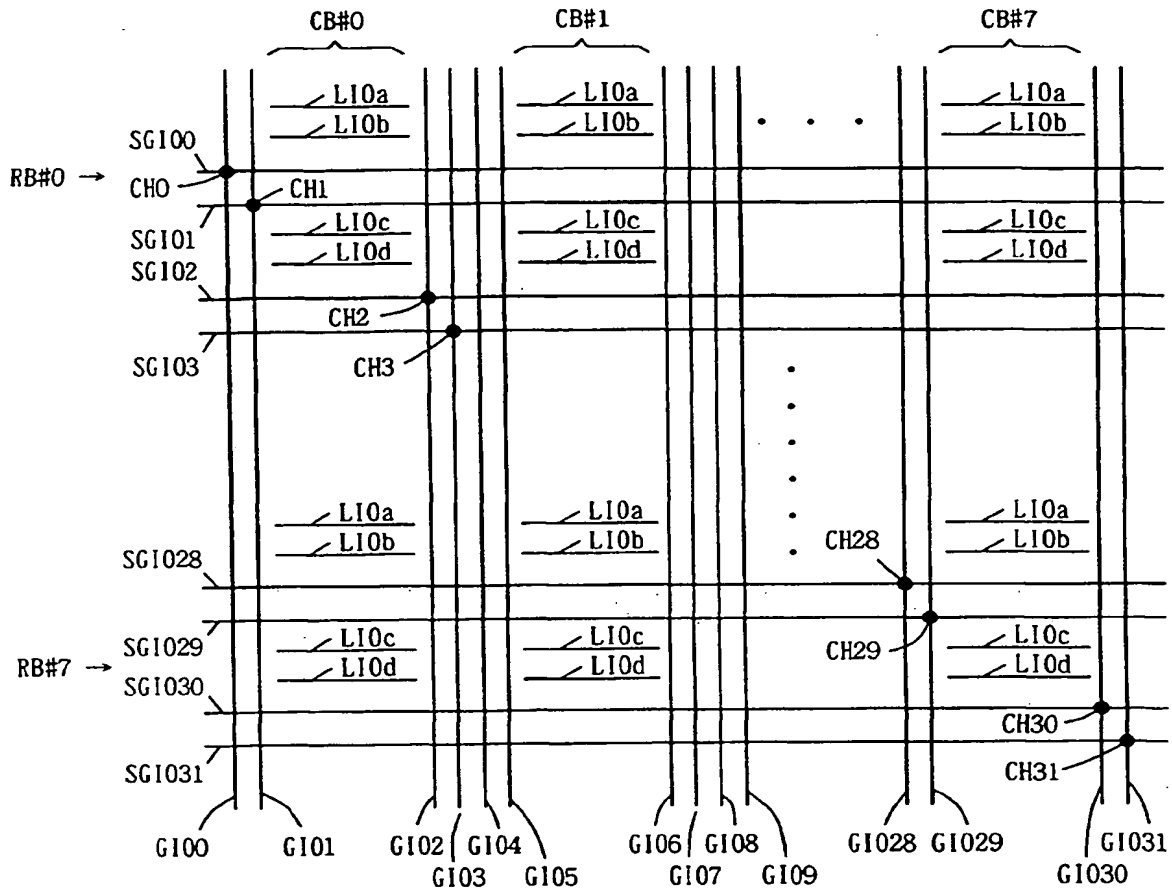 CB#0 CB#1 CB#7
LIOa LIOa LIOa
LIOb LIOb LIOb
SGIO0
RB#0 →
CH0 CH1
SGIO1 LIOc LIOc LIOc
SGIO2 LIOd LIOd LIOd
CH2
SGIO3 CH3
LIOa LIOa LIOa
LIOb LIOb LIOb
SGIO28 CH28
SGIO29 LIOc LIOc CH29 LIOc
RB#7 → LIOd LIOd LIOd
SGIO30
CH30
SGIO31 CH31
GIO0 GIO1 GIO2 GIO4 GIO6 GIO8 GIO28 GIO29 GIO31
GIO3 GIO5 GIO7 GIO9 GIO30